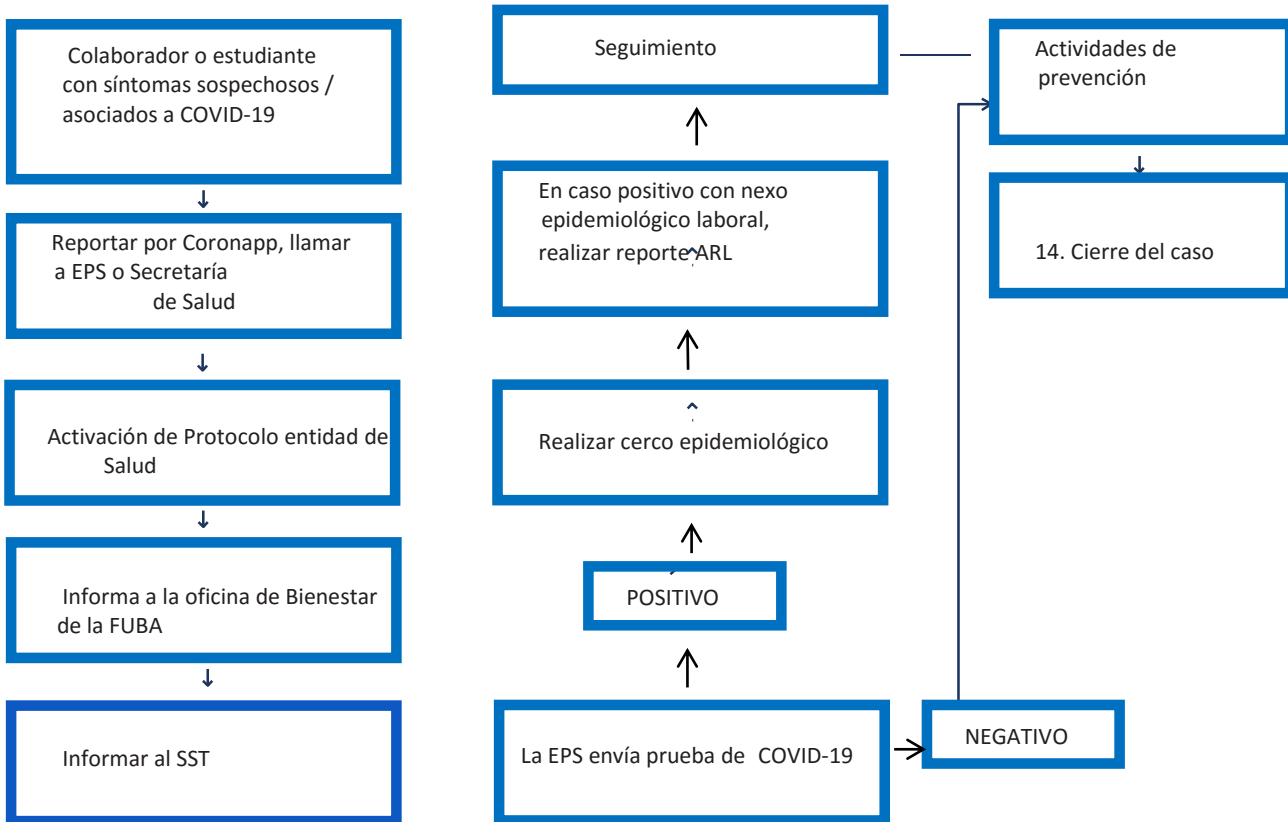 Colaborador o estudiante
con síntomas sospechosos /
asociados a COVID-19
Reportar por Coronapp, llamar
a EPS o Secretaría
de Salud
Activación de Protocolo entidad de
Salud
Informa a la oficina de Bienestar
de la FUBA
Informar al SST
Seguimiento
En caso positivo con nexo
epidemiológico laboral,
realizar reporte ARL
Realizar cerco epidemiológico
POSITIVO
La EPS envía prueba de COVID-19
NEGATIVO
Actividades de
prevención
14. Cierre del caso